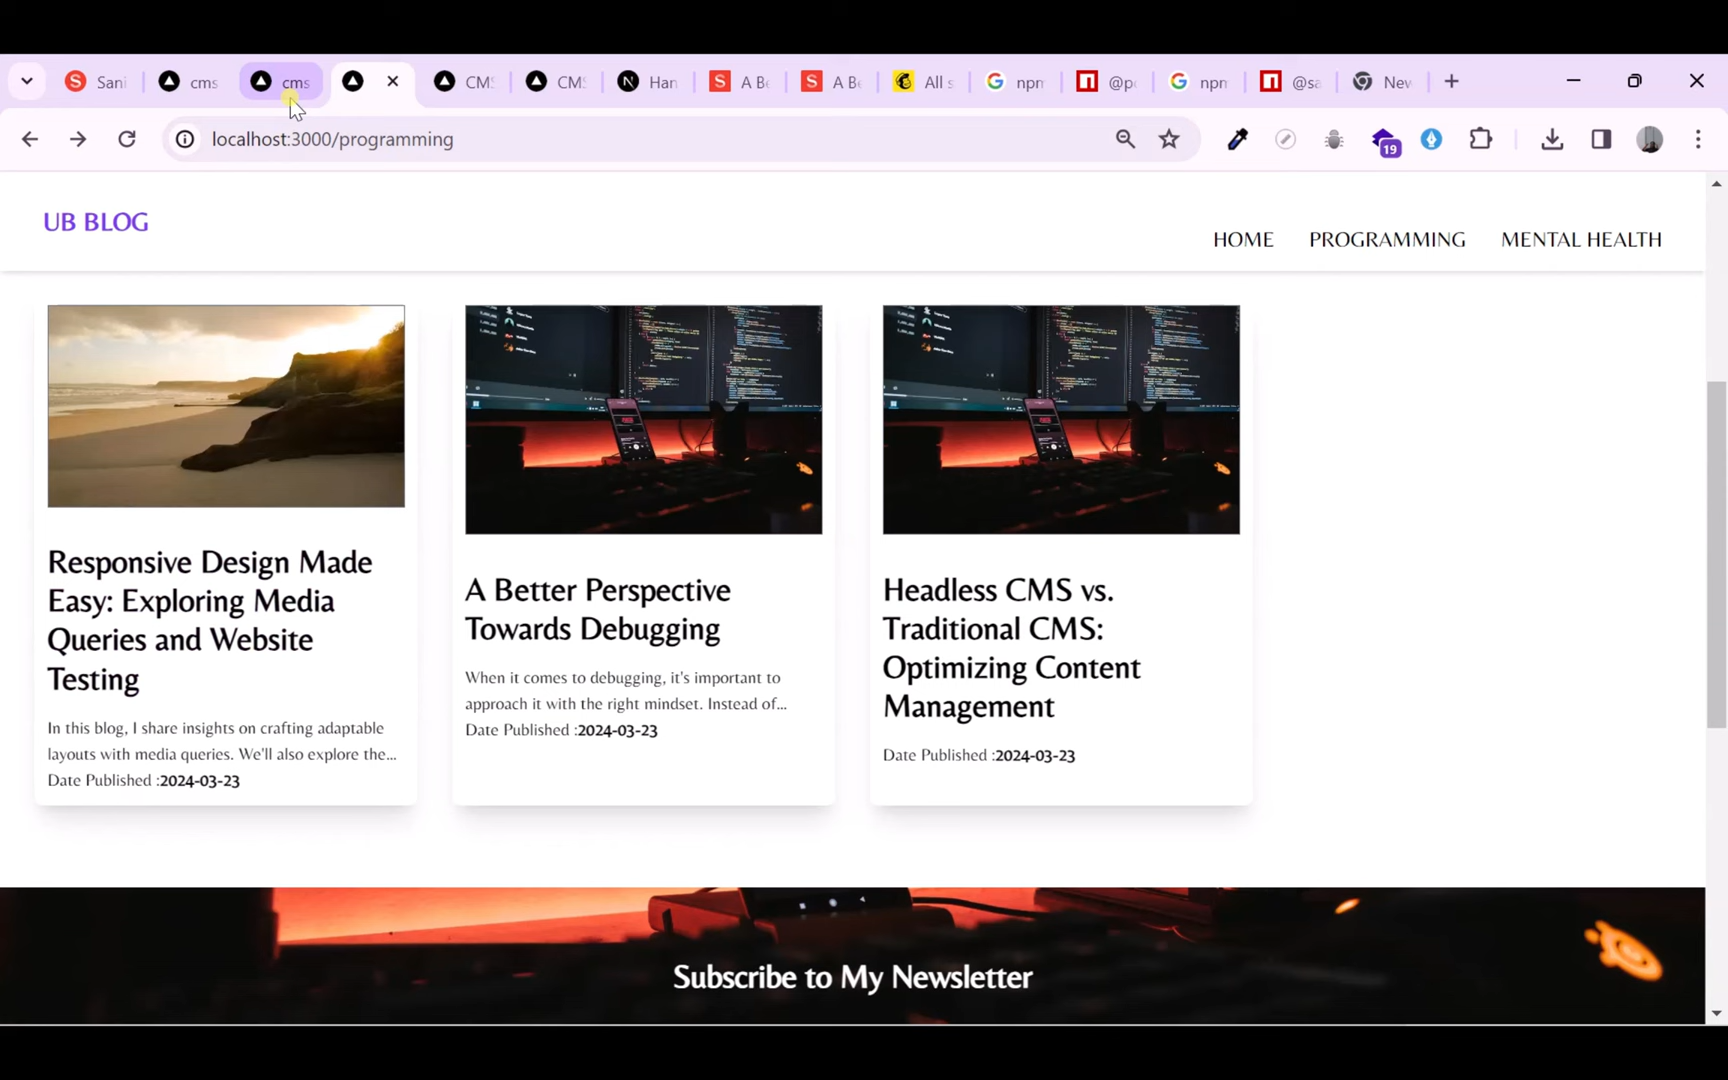 Sani
cms
cms
CMS
CMS
Han
A Be
A Be
All s
npm
@po
npm
@sa
New
localhost:3000/programming
19
UB BLOG
HOME PROGRAMMING MENTAL HEALTH
Responsive Design Made
Easy: Exploring Media
Queries and Website
Testing
In this blog, I share insights on crafting adaptable
layouts with media queries. We'll also explore the...
Date Published :2024-03-23
A Better Perspective
Towards Debugging
When it comes to debugging, it's important to
approach it with the right mindset. Instead of...
Date Published :2024-03-23
Headless CMS vs.
Traditional CMS:
Optimizing Content
Management
Date Published :2024-03-23
Subscribe to My Newsletter